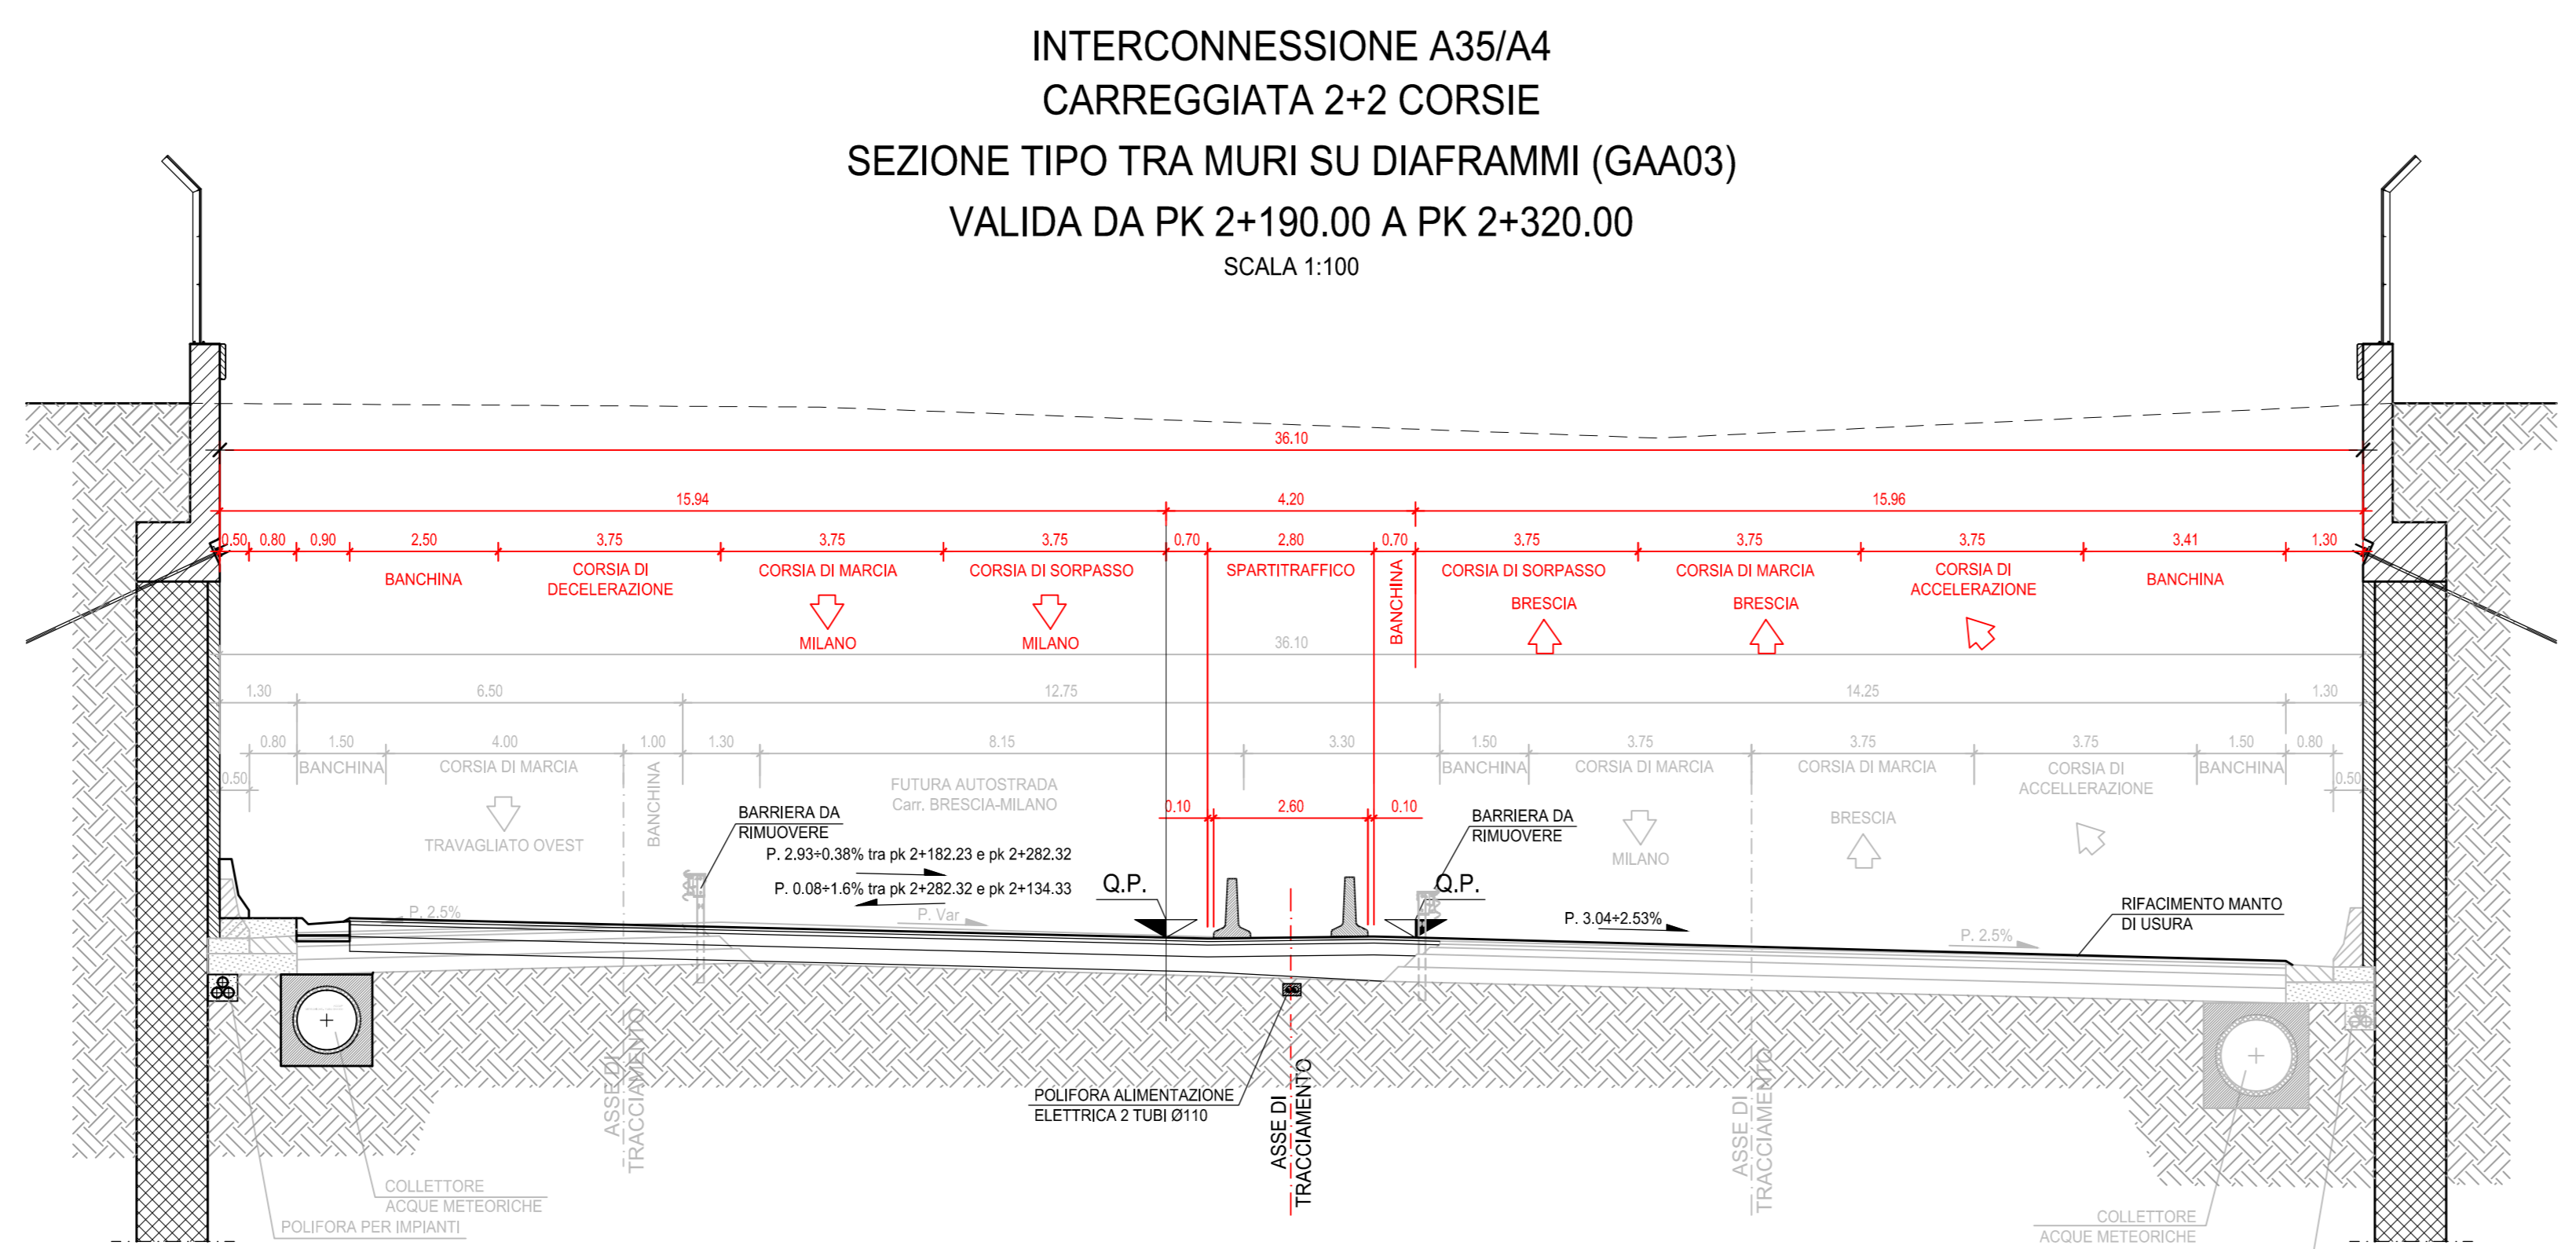 INTERCONNESSIONE A35/A4
CARREGGIATA 2+2 CORSIE
SEZIONE TIPO TRA MURI SU DIAFRAMMI (GAA03)
VALIDA DA PK 2+190.00 A PK 2+320.00
SCALA 1:100
36.10
15.94 4.20 15.96
0.50 0.80 0.90 2.50 3.75 3.75 3.75 0.70 2.80 0.70 3.75 3.75 3.75 3.41 1.30
BANCHINA
CORSIA DI
DECELERAZIONE
CORSIA DI MARCIA
MILANO
CORSIA DI SORPASSO
MILANO
SPARTITRAFFICO
BANCHINA
CORSIA DI SORPASSO
BRESCIA
CORSIA DI MARCIA
BRESCIA
CORSIA DI
ACCELERAZIONE
BANCHINA
36.10
1.30 6.50 12.75 14.25 1.30
0.80 1.50 4.00 1.00 1.30 8.15 3.30 1.50 3.75 3.75 3.75 1.50 0.80
0.50
BANCHINA
CORSIA DI MARCIA
TRAVAGLIATO OVEST
BANCHINA
FUTURA AUTOSTRADA
Carr. BRESCIA-MILANO
BANCHINA
CORSIA DI MARCIA
MILANO
CORSIA DI MARCIA
BRESCIA
CORSIA DI
ACCELLERAZIONE
BANCHINA
0.50
0.10 2.60 0.10
BARRIERA DA
RIMUOVERE
P. 2.93÷0.38% tra pk 2+182.23 e pk 2+282.32
P. 0.08÷1.6% tra pk 2+282.32 e pk 2+134.33
Q.P.
BARRIERA DA
RIMUOVERE
Q.P.
P. 2.5%
P. Var
P. 3.04÷2.53%
P. 2.5%
RIFACIMENTO MANTO
DI USURA
ASSE DI
TRACCIAMENTO
POLIFORA ALIMENTAZIONE
ELETTRICA 2 TUBI Ø110
ASSE DI
TRACCIAMENTO
ASSE DI
TRACCIAMENTO
COLLETTORE
ACQUE METEORICHE
POLIFORA PER IMPIANTI
COLLETTORE
ACQUE METEORICHE